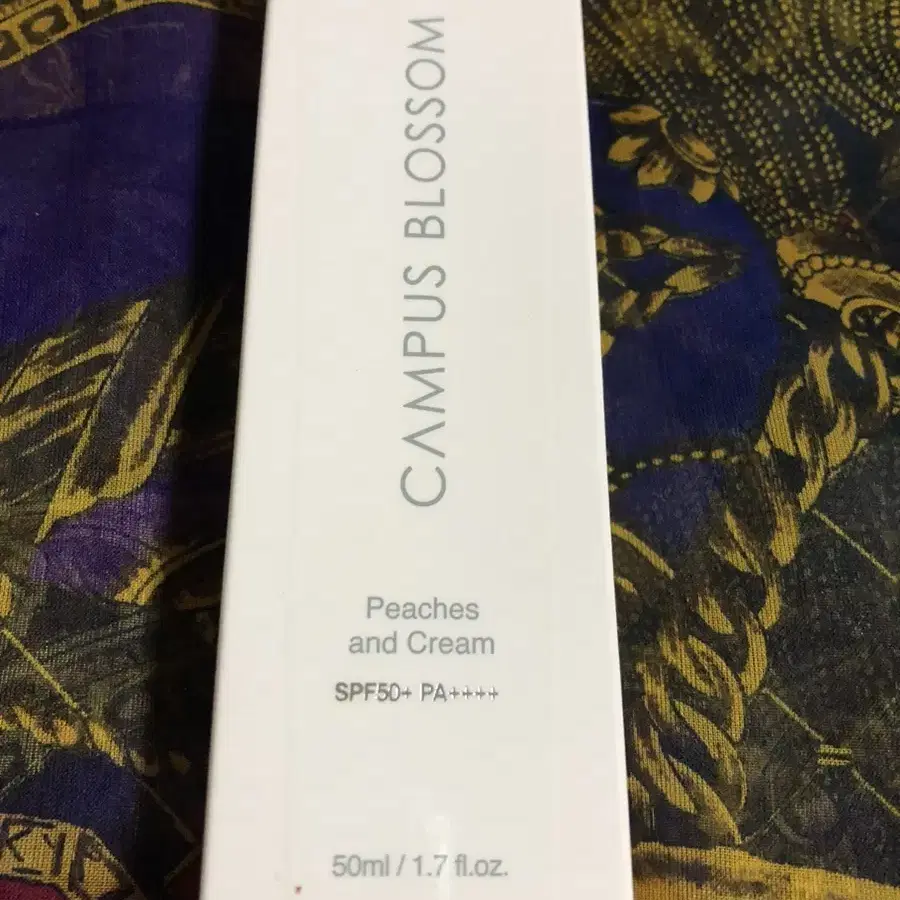 CAMPUS BLOSSOM
Peaches
and Cream
SPF50+ PA++++
50ml / 1.7 fl.oz.